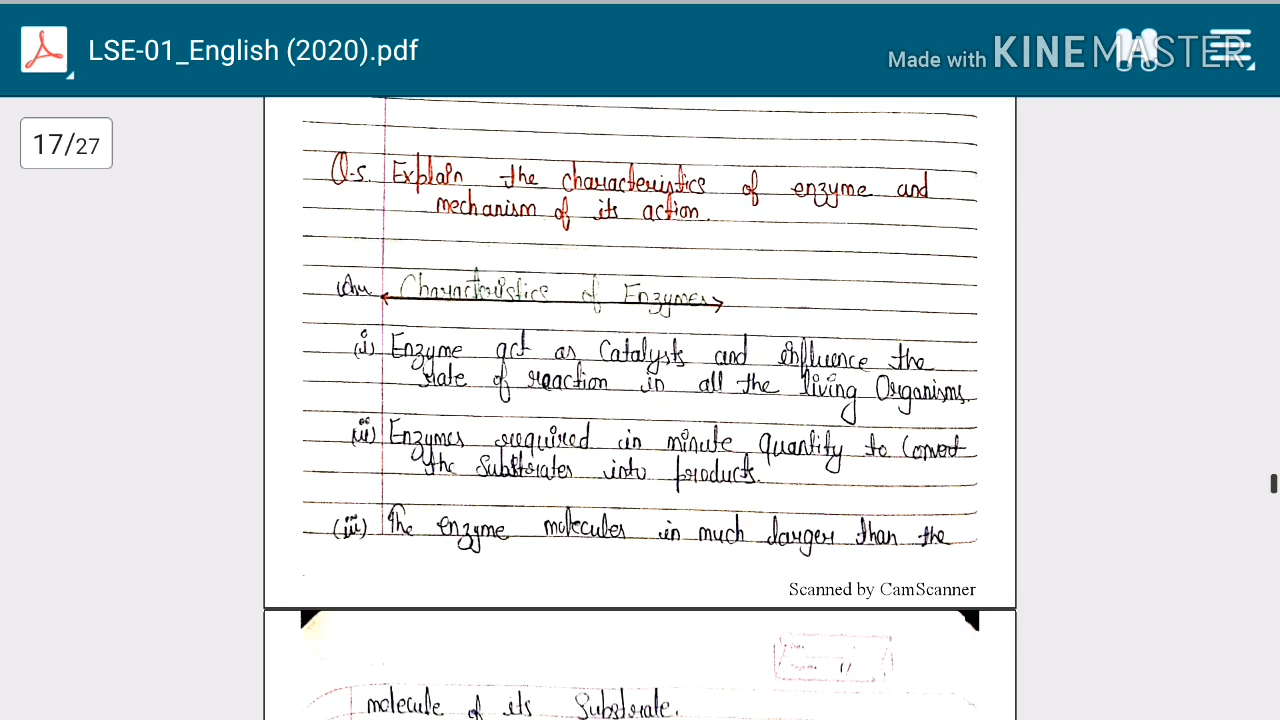 LSE-01_English (2020).pdf
Made with KINEMASTER
17/27
Q-5. Explain the characteristics of enzyme and
mechanism of its action.
Ans Characteristics of Enzymes
(i) Enzyme act as Catalysts and influence the
rate of reaction in all the living Organisms.
(ii) Enzymes required in minute quantity to Convert
the Substrates into products.
(iii) The enzyme molecules in much larger than the
Scanned by CamScanner
molecule of its Substrate.